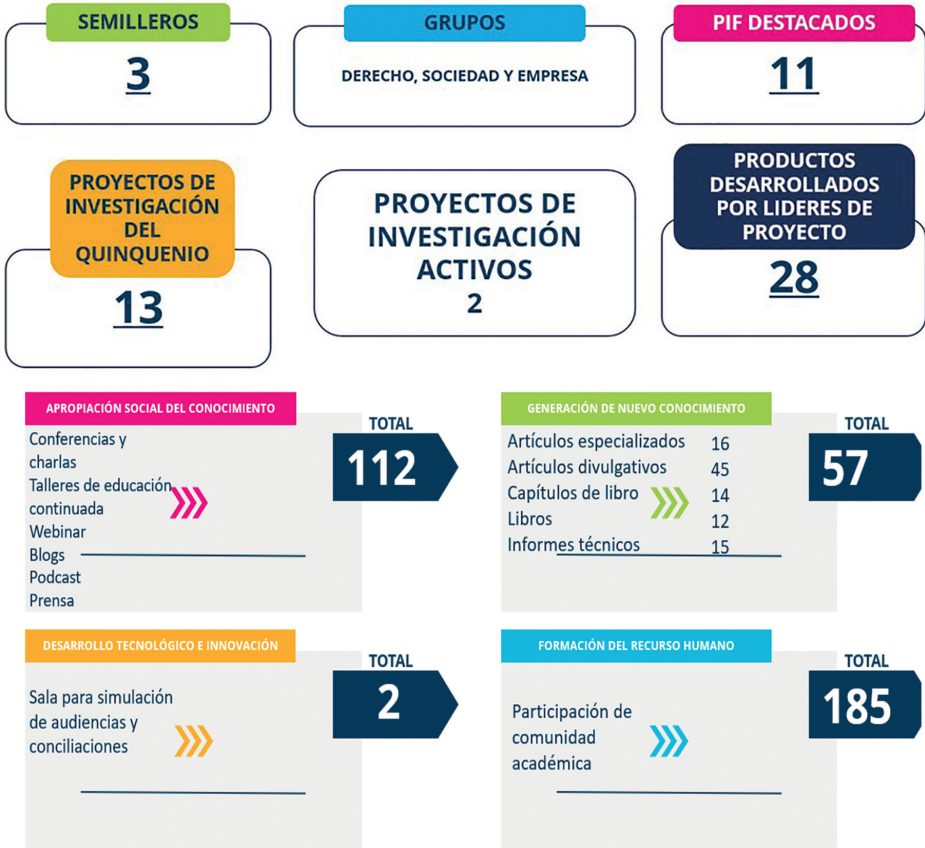 SEMILLEROS
3
GRUPOS
DERECHO, SOCIEDAD Y EMPRESA
PIF DESTACADOS
11
PROYECTOS DE
INVESTIGACIÓN
DEL
QUINQUENIO
13
PROYECTOS DE
INVESTIGACIÓN
ACTIVOS
2
PRODUCTOS
DESARROLLADOS
POR LIDERES DE
PROYECTO
28
APROPIACIÓN SOCIAL DEL CONOCIMIENTO
Conferencias y
charlas
Talleres de educación
continuada
Webinar
Blogs
Podcast
Prensa
TOTAL
112
GENERACIÓN DE NUEVO CONOCIMIENTO
Artículos especializados 16
Artículos divulgativos 45
Capítulos de libro 14
Libros 12
Informes técnicos 15
TOTAL
57
DESARROLLO TECNOLÓGICO E INNOVACIÓN
Sala para simulación
de audiencias y
conciliaciones
TOTAL
2
FORMACIÓN DEL RECURSO HUMANO
Participación de
comunidad
académica
TOTAL
185